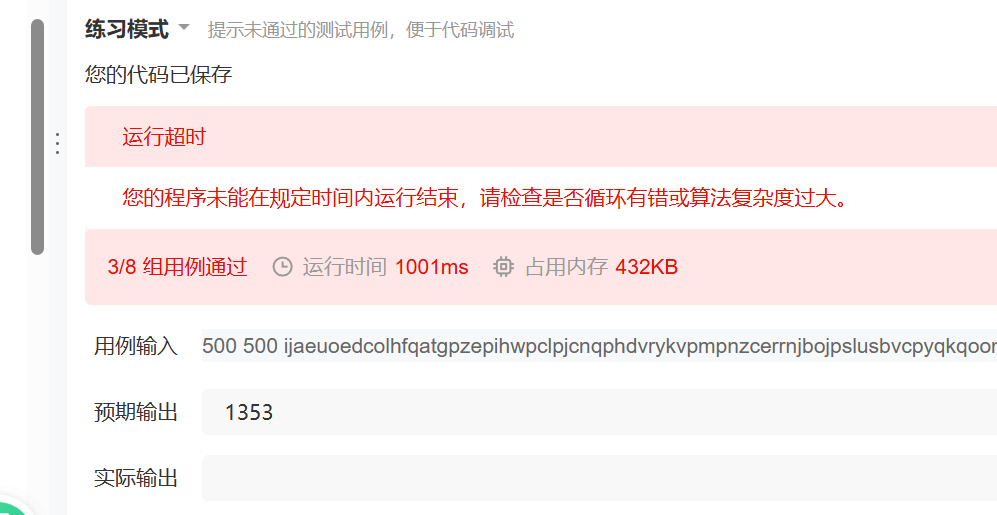 练习模式 提示未通过的测试用例，便于代码调试
您的代码已保存
运行超时
您的程序未能在规定时间内运行结束，请检查是否循环有错或算法复杂度过大。
3/8 组用例通过 运行时间 1001ms 占用内存 432KB
用例输入 500 500 ijaeuoedcolhfqatgpzepihwpclpjcnqphdvrykvpmpnzcerrnjbojpslusbvcpyqkqoor
预期输出 1353
实际输出